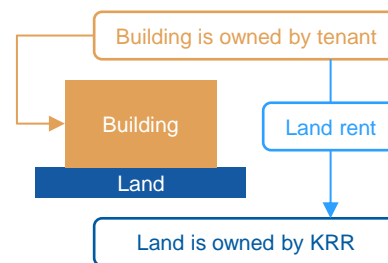 Building is owned by tenant
Building
Land rent
Land
Land is owned by KRR